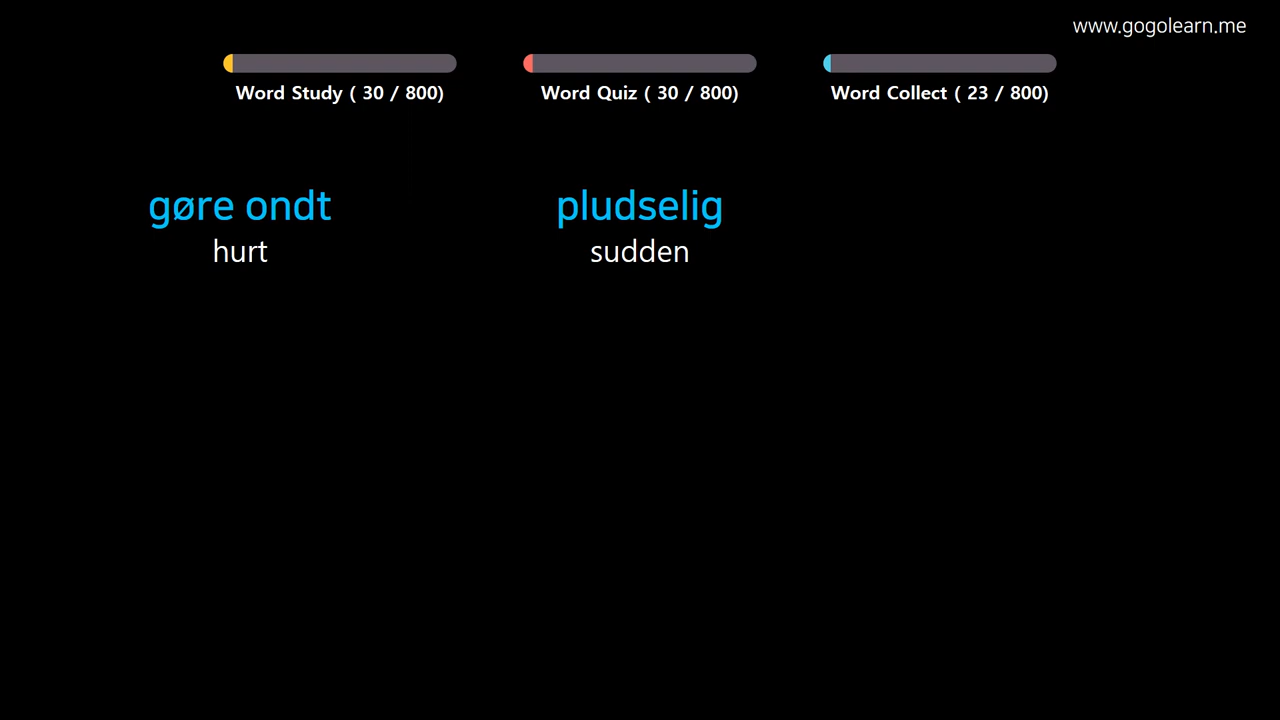 www.gogolearn.me
Word Study ( 30 / 800)
Word Quiz ( 30 / 800)
Word Collect ( 23 / 800)
gøre ondt
hurt
pludselig
sudden